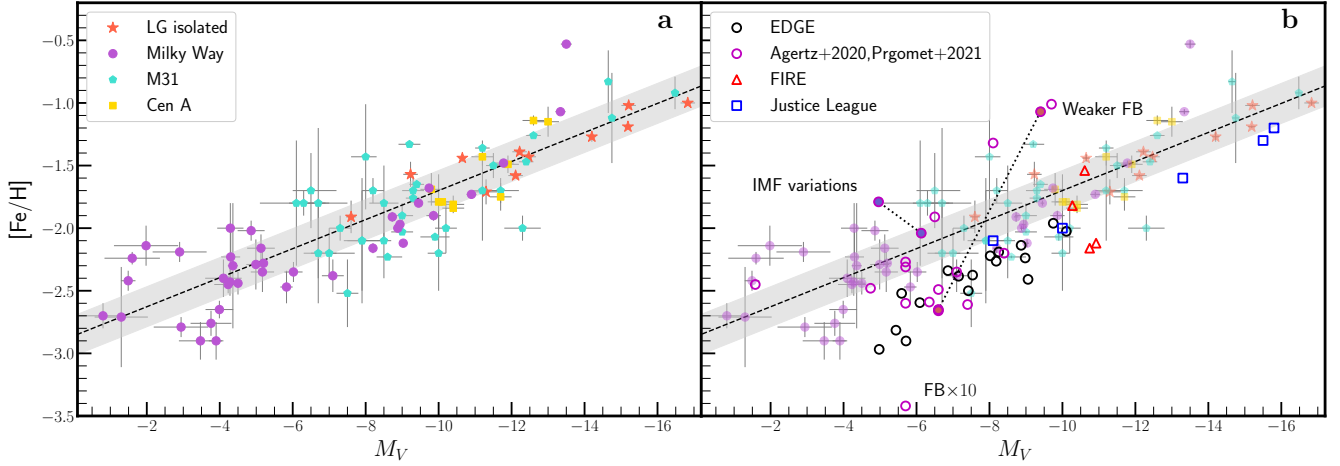 a
LG isolated
Milky Way
M31
Cen A
b
EDGE
Agertz+2020,Prgomet+2021
FIRE
Justice League
Weaker FB
IMF variations
FB×10
[Fe/H]
−0.5
−1.0
−1.5
−2.0
−2.5
−3.0
−3.5
−2 −4 −6 −8 −10 −12 −14 −16
−2 −4 −6 −8 −10 −12 −14 −16
M_V
M_V